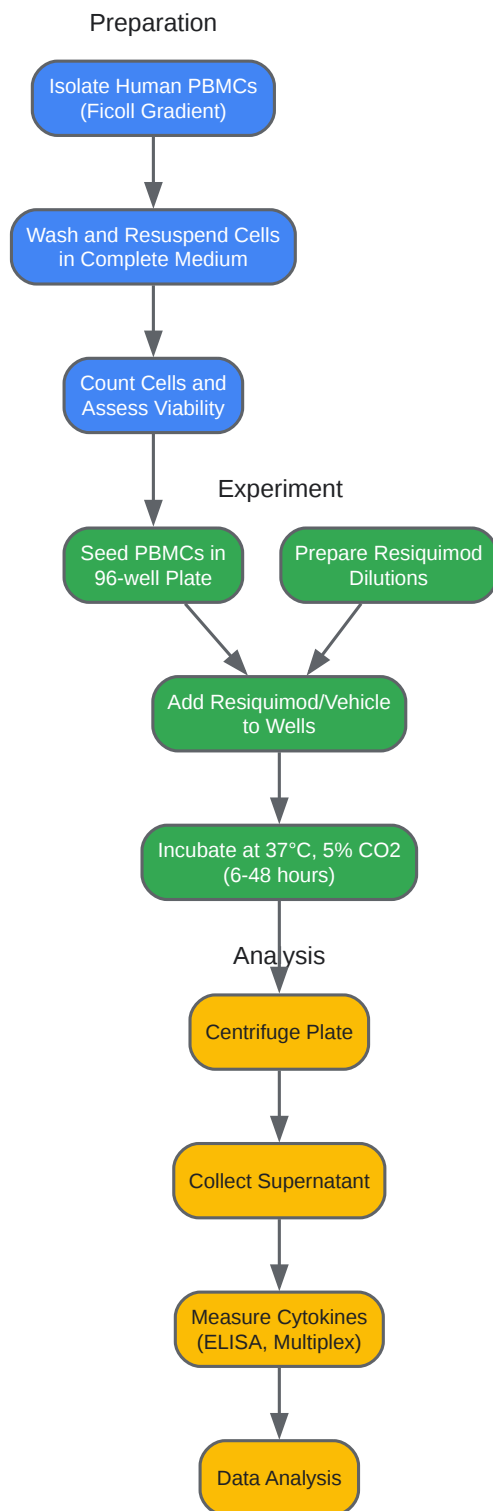 Preparation
Isolate Human PBMCs
(Ficoll Gradient)
Wash and Resuspend Cells
in Complete Medium
Count Cells and
Assess Viability
Experiment
Seed PBMCs in
96-well Plate
Prepare Resiquimod
Dilutions
Add Resiquimod/Vehicle
to Wells
Incubate at 37°C, 5% CO2
(6-48 hours)
Analysis
Centrifuge Plate
Collect Supernatant
Measure Cytokines
(ELISA, Multiplex)
Data Analysis